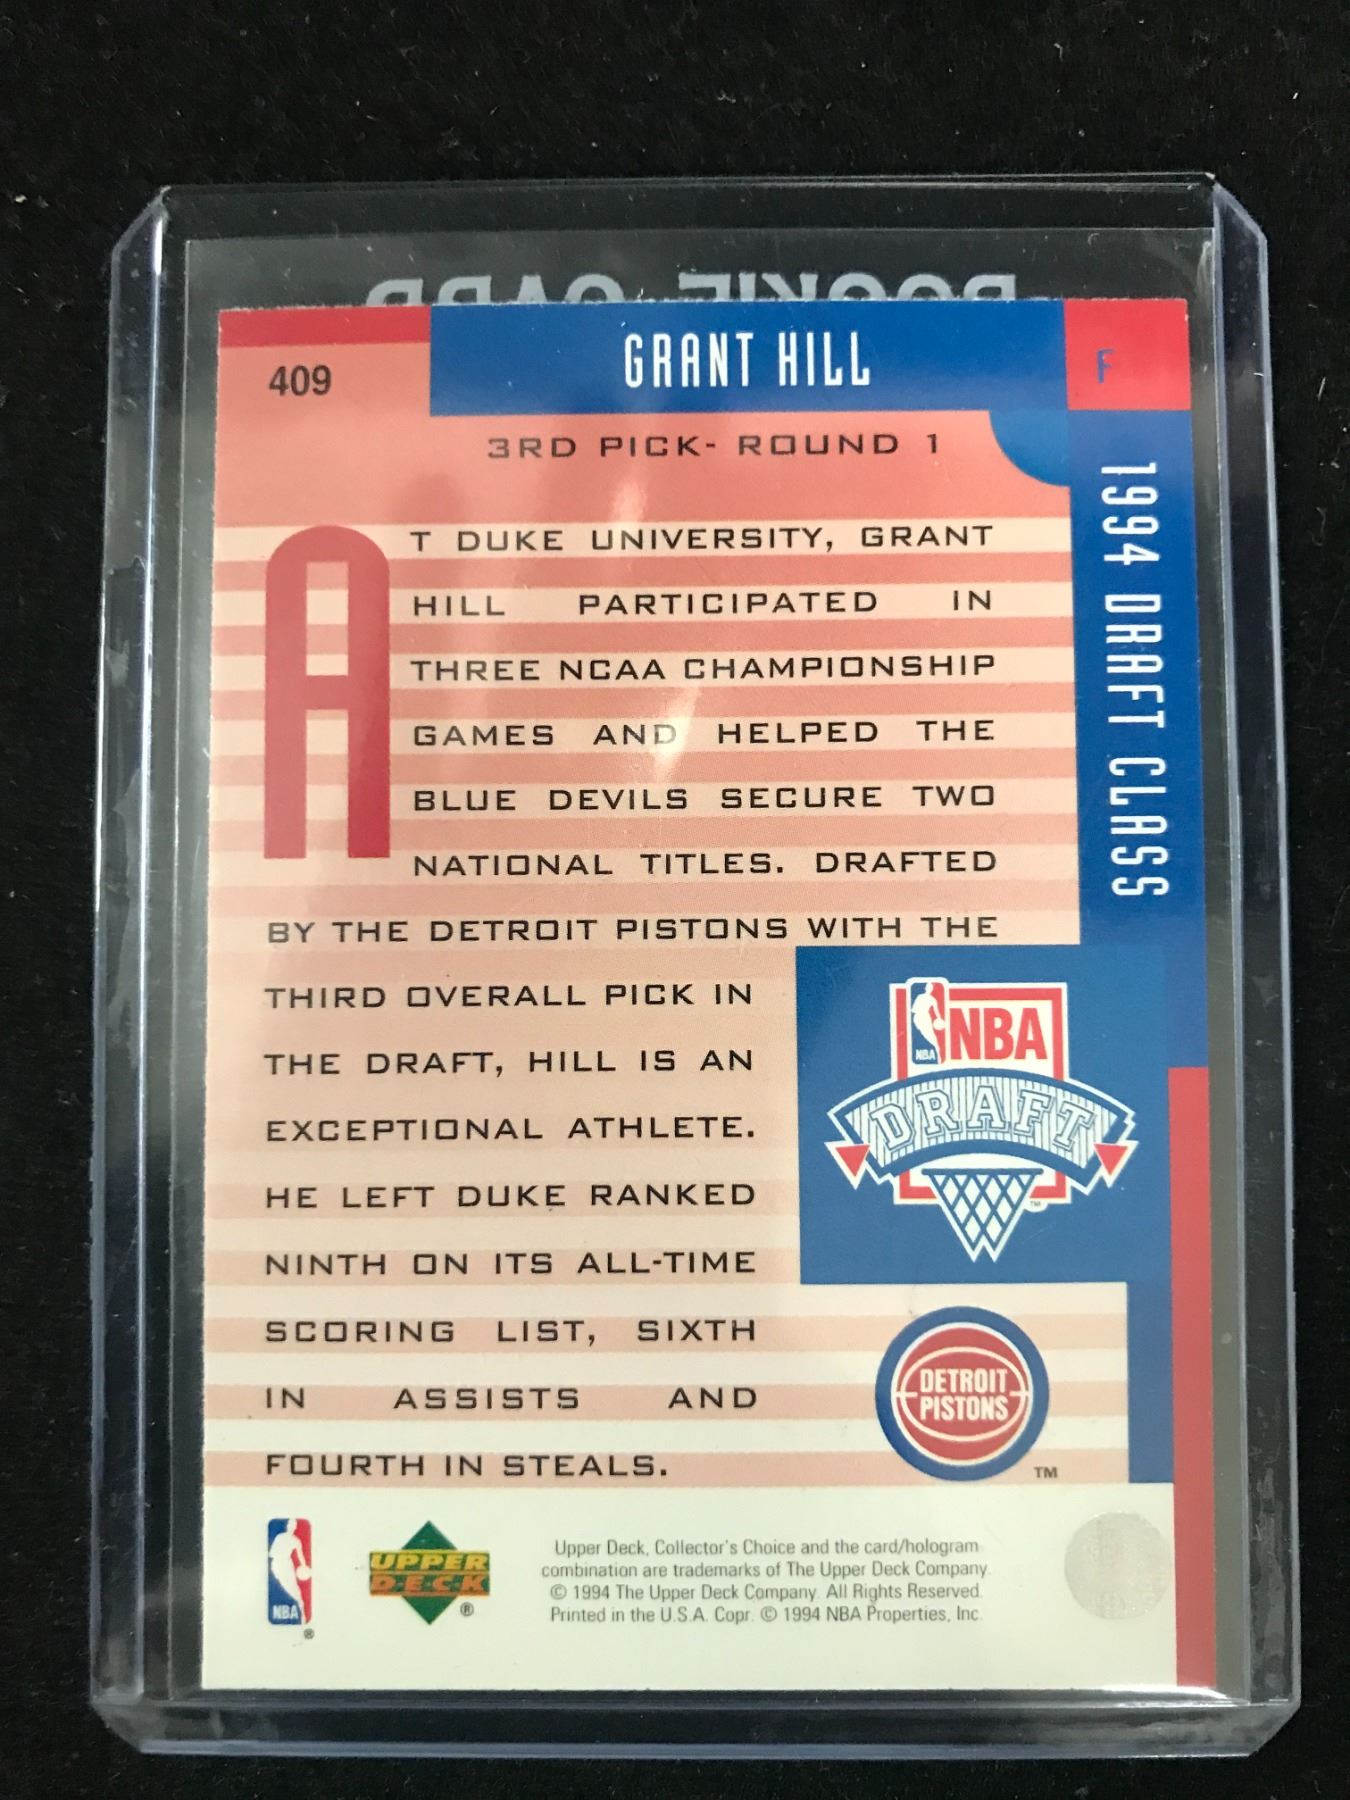 ROOKIE CARD
409
GRANT HILL
F
3RD PICK- ROUND 1
1994 DRAFT CLASS
AT DUKE UNIVERSITY, GRANT
HILL PARTICIPATED IN
THREE NCAA CHAMPIONSHIP
GAMES AND HELPED THE
BLUE DEVILS SECURE TWO
NATIONAL TITLES. DRAFTED
BY THE DETROIT PISTONS WITH THE
THIRD OVERALL PICK IN
THE DRAFT, HILL IS AN
EXCEPTIONAL ATHLETE.
HE LEFT DUKE RANKED
NINTH ON ITS ALL-TIME
SCORING LIST, SIXTH
IN ASSISTS AND
FOURTH IN STEALS.
NBA NBA
DRAFT
TM
DETROIT
PISTONS
TM
NBA
®
UPPER
DECK
®
Upper Deck, Collector's Choice and the card/hologram
combination are trademarks of The Upper Deck Company.
© 1994 The Upper Deck Company. All Rights Reserved.
Printed in the U.S.A. Copr. © 1994 NBA Properties, Inc.